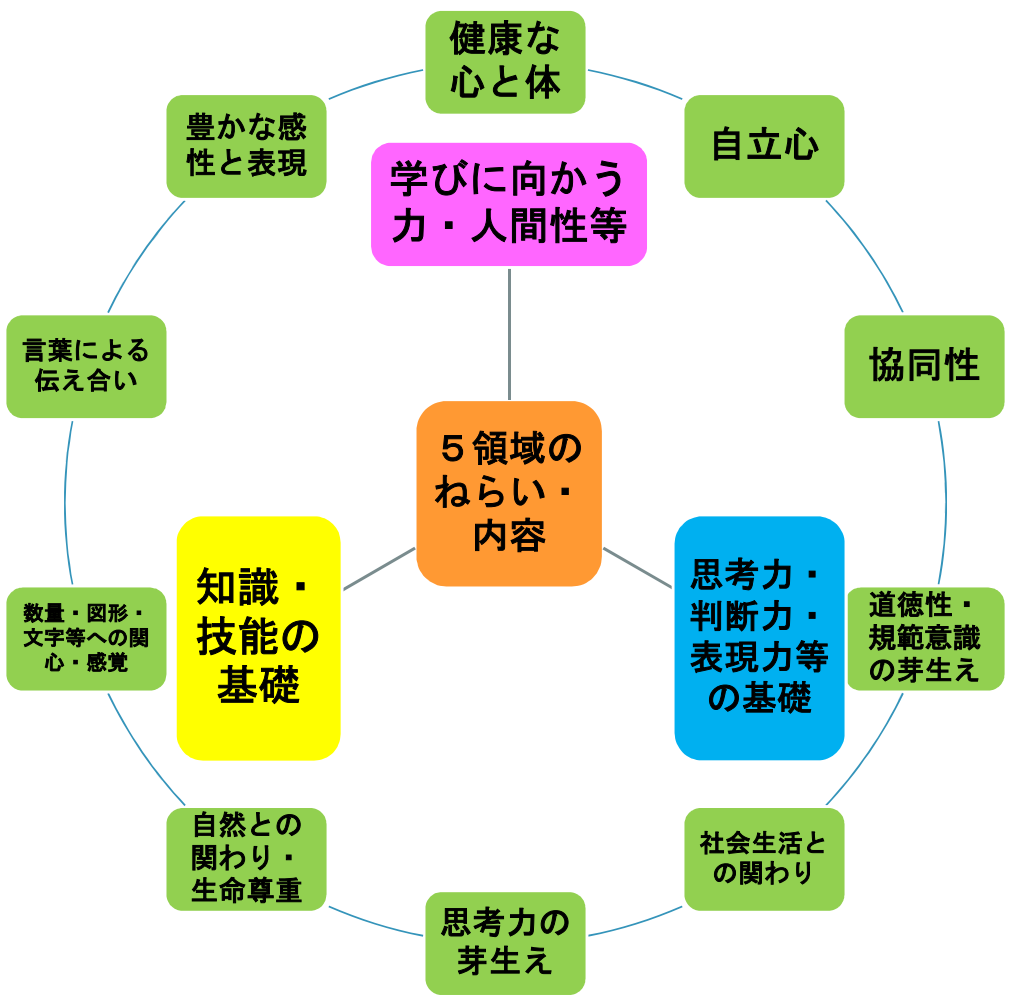 健康な
心と体
自立心
協同性
道徳性・
規範意識
の芽生え
社会生活と
の関わり
思考力の
芽生え
自然との
関わり・
生命尊重
数量・図形・
文字等への関
心・感覚
言葉による
伝え合い
豊かな感
性と表現
学びに向かう
力・人間性等
５領域の
ねらい・
内容
知識・
技能の
基礎
思考力・
判断力・
表現力等
の基礎